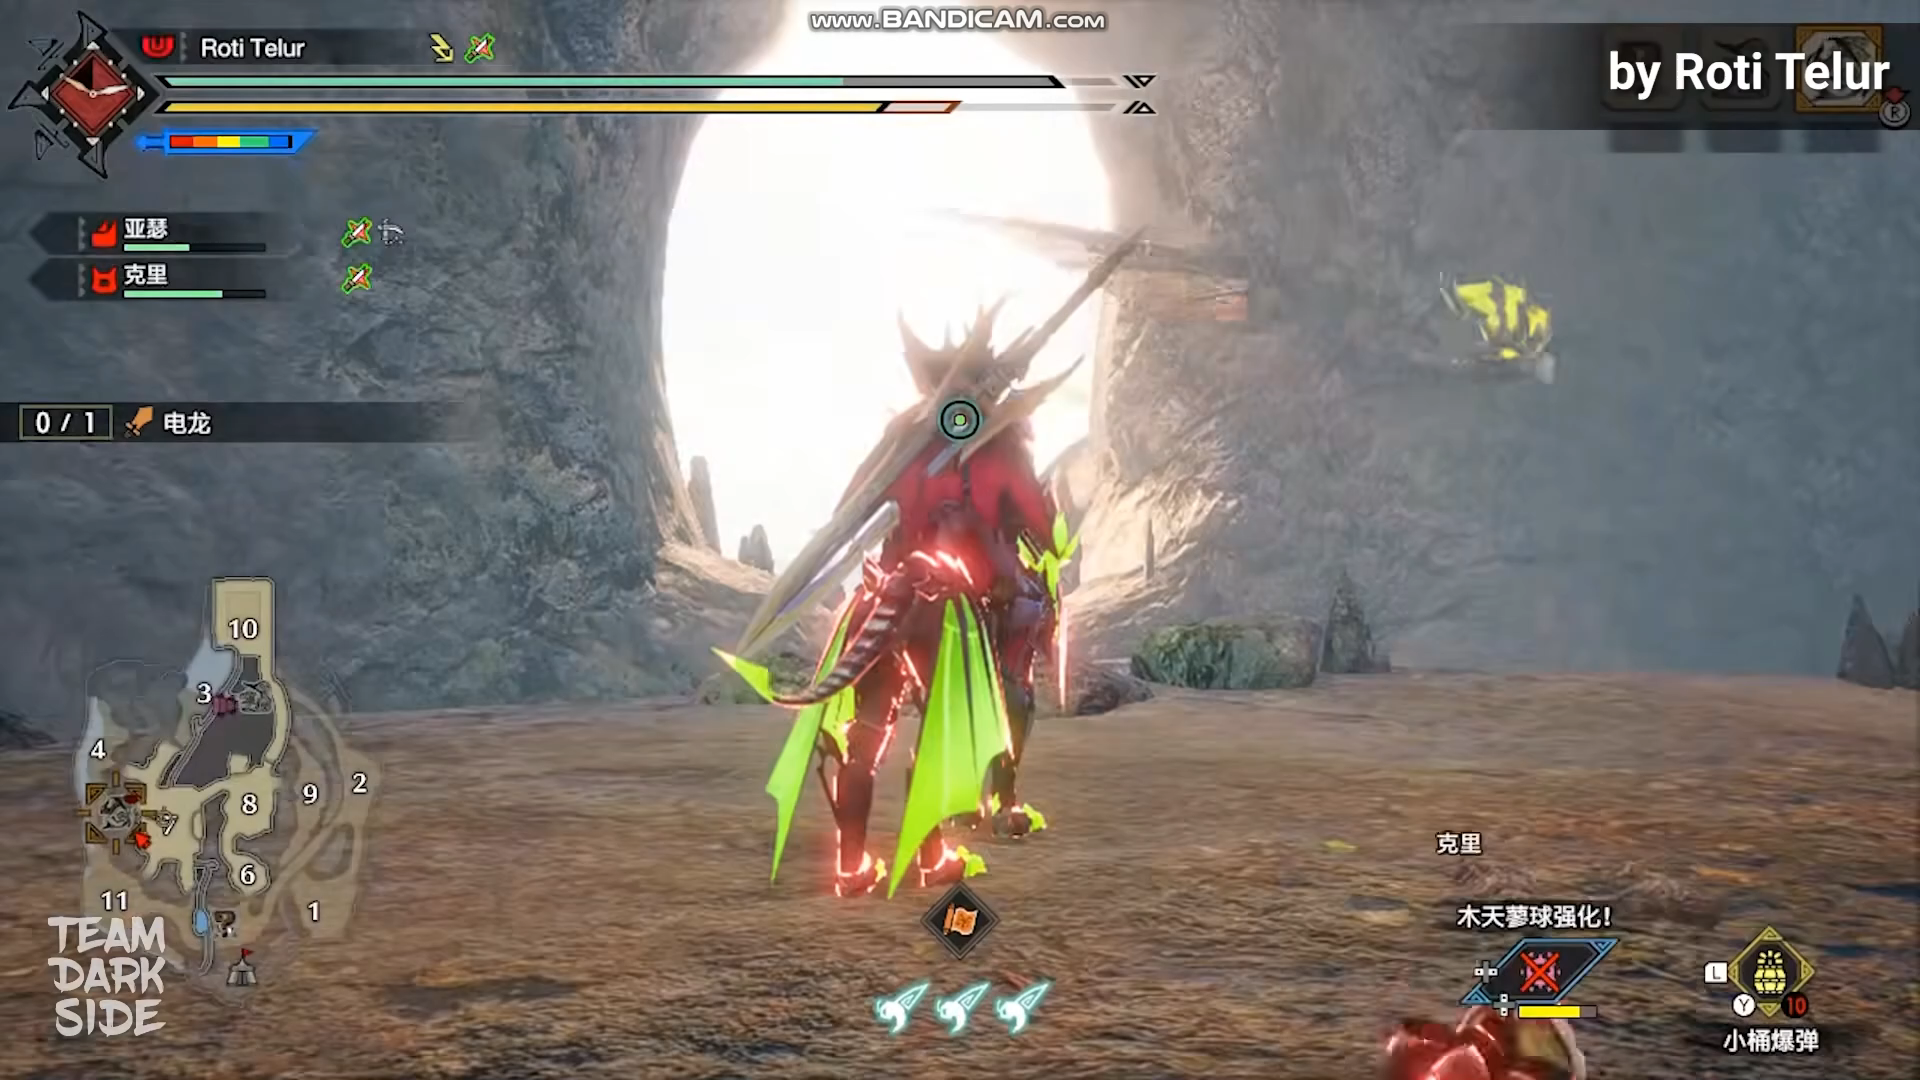 www.BANDICAM.com
Roti Telur
by Roti Telur
R
亚瑟
克里
0 / 1 电龙
10
3
4
2
9
8
7
6
11
1
TEAM
DARK
SIDE
克里
木天蓼球强化!
L
Y 10
小桶爆弹